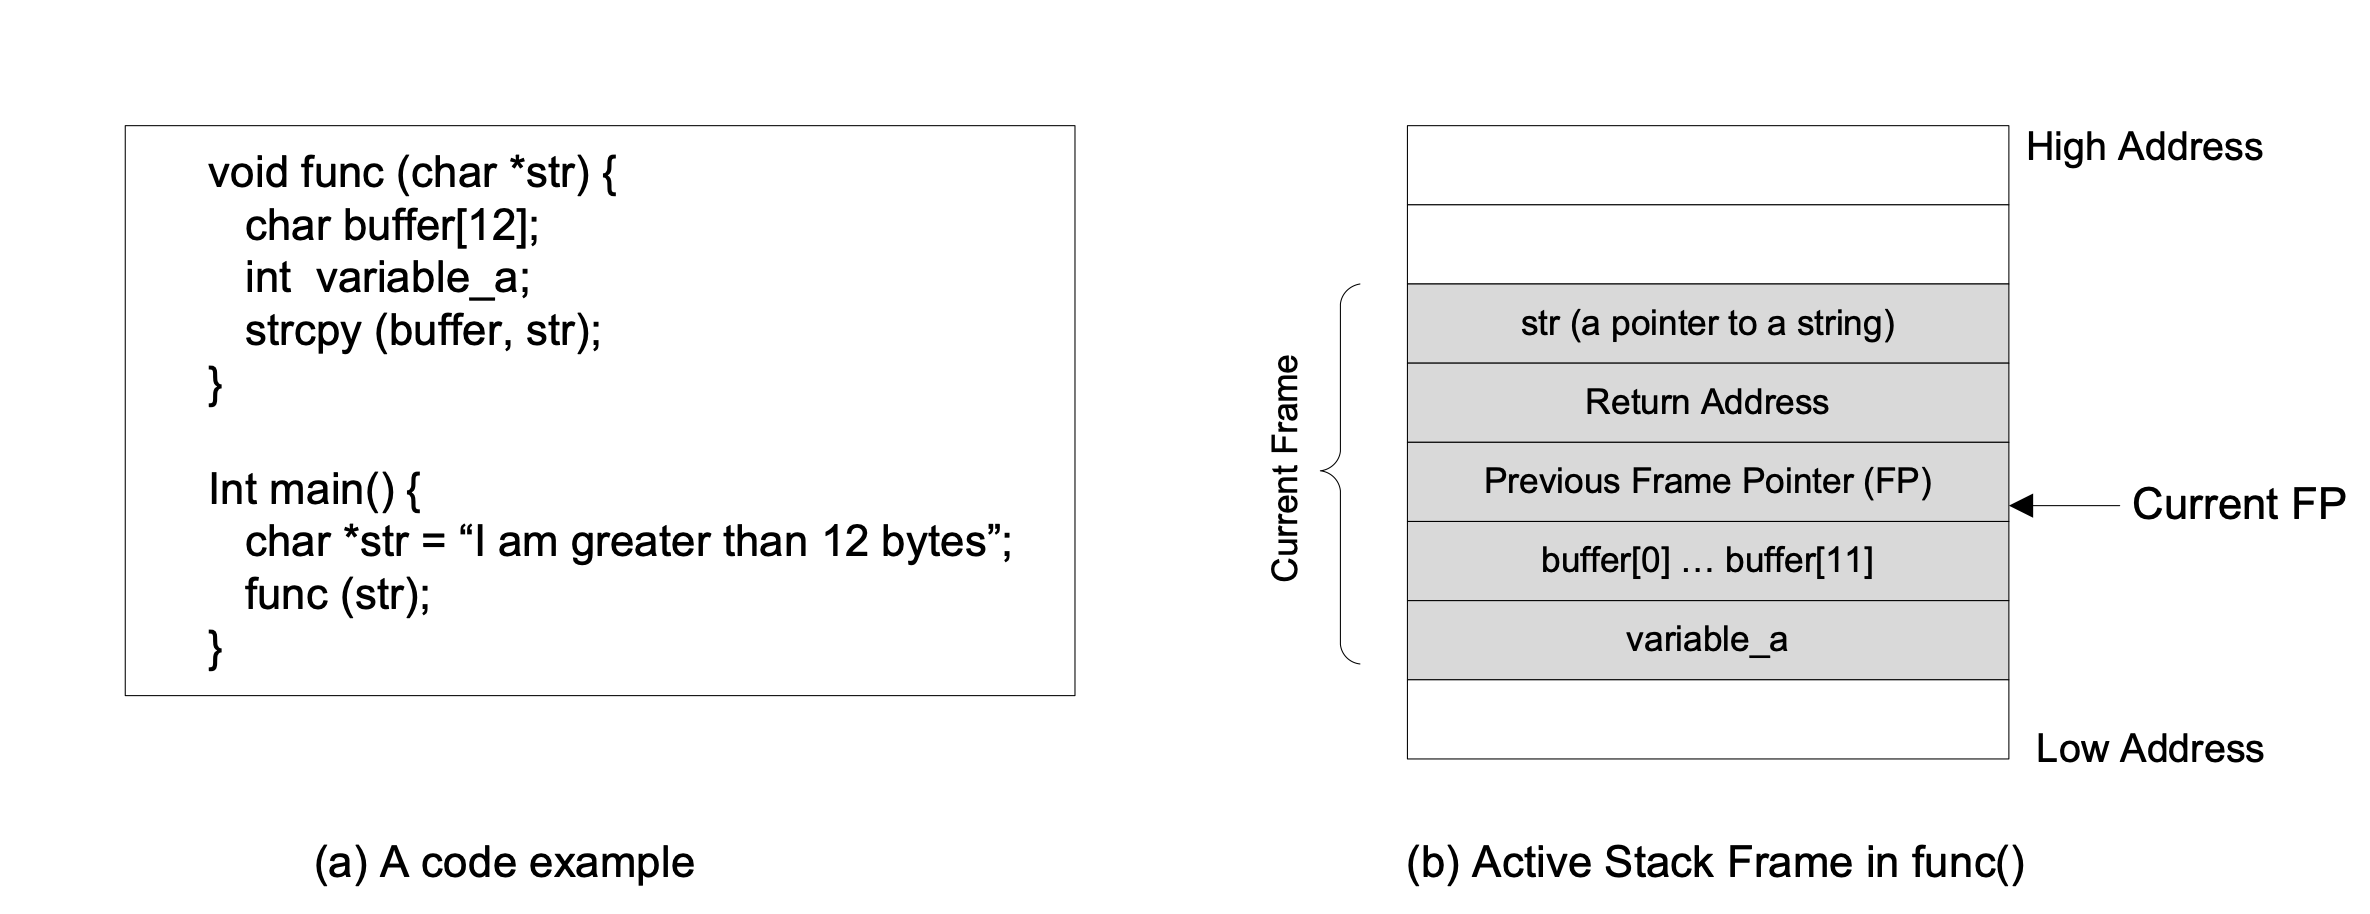 void func (char *str) {
char buffer[12];
int variable_a;
strcpy (buffer, str);
}
Int main() {
char *str = “I am greater than 12 bytes”;
func (str);
}
(a) A code example
High Address
str (a pointer to a string)
Return Address
Previous Frame Pointer (FP)
buffer[0] … buffer[11]
variable_a
Current Frame
Current FP
Low Address
(b) Active Stack Frame in func()